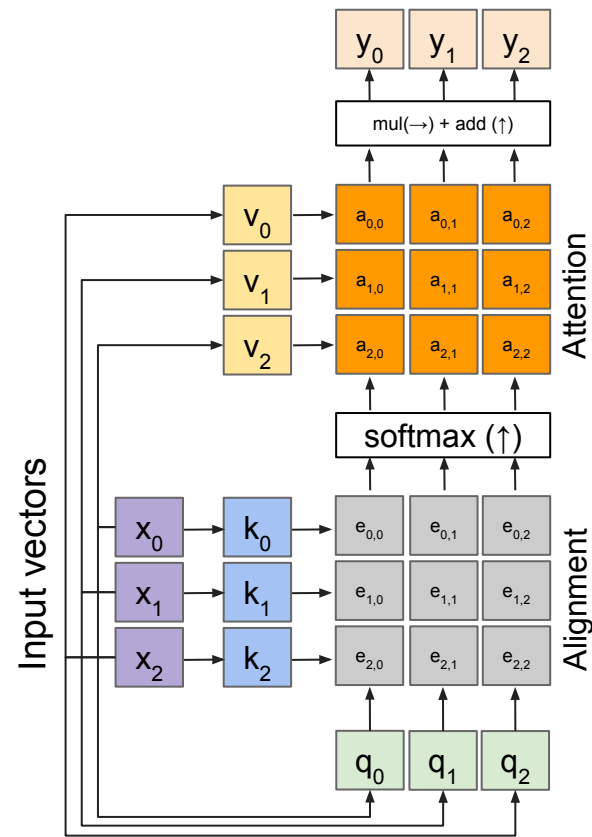 y0 y1 y2
mul(→) + add (↑)
v0 a0,0 a0,1 a0,2
v1 a1,0 a1,1 a1,2
v2 a2,0 a2,1 a2,2
Attention
softmax (↑)
Input vectors
x0 k0 e0,0 e0,1 e0,2
x1 k1 e1,0 e1,1 e1,2
x2 k2 e2,0 e2,1 e2,2
Alignment
q0 q1 q2